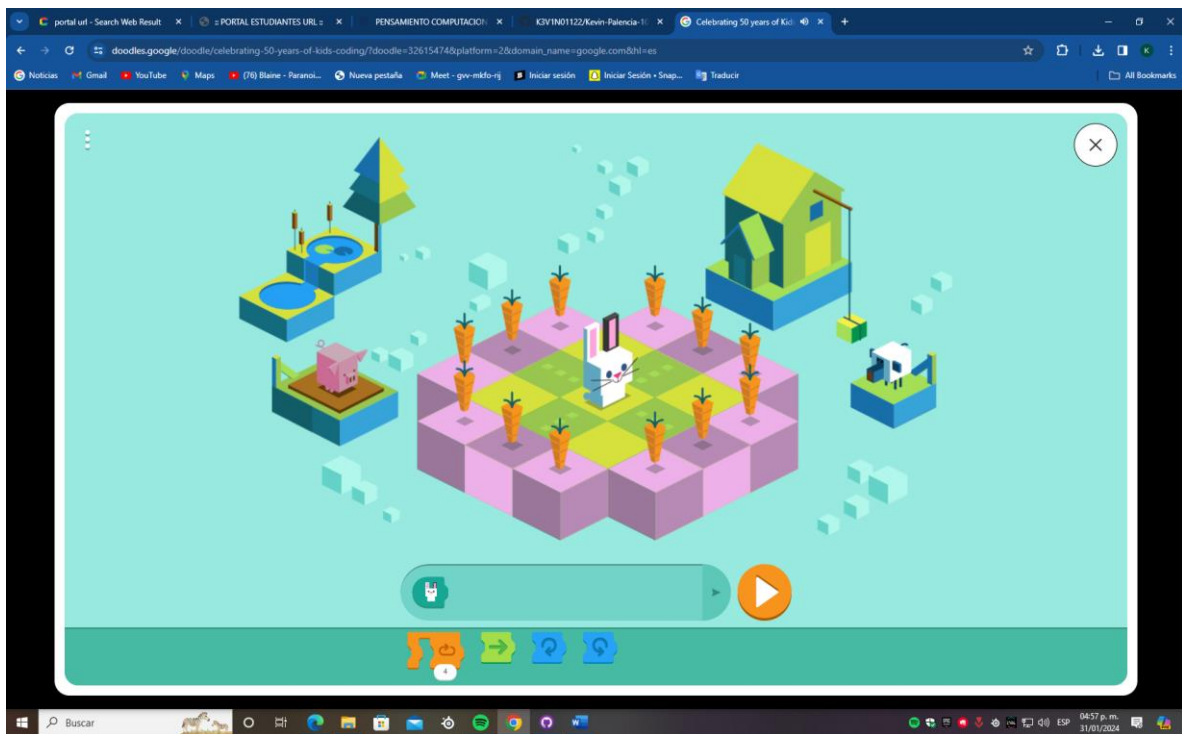 portal url - Search Web Result
:: PORTAL ESTUDIANTES URL ::
PENSAMIENTO COMPUTACION
K3V1N01122/Kevin-Palencia-10
Celebrating 50 years of Kids
doodles.google/doodle/celebrating-50-years-of-kids-coding/?doodle=32615474&platform=2&domain_name=google.com&hl=es
K
Noticias
Gmail
YouTube
Maps
(76) Blaine - Paranoi...
Nueva pestaña
Meet - gvv-mkfo-rij
Iniciar sesión
Iniciar Sesión • Snap...
Traducir
All Bookmarks
4
Buscar
ESP
04:57 p. m.
31/01/2024